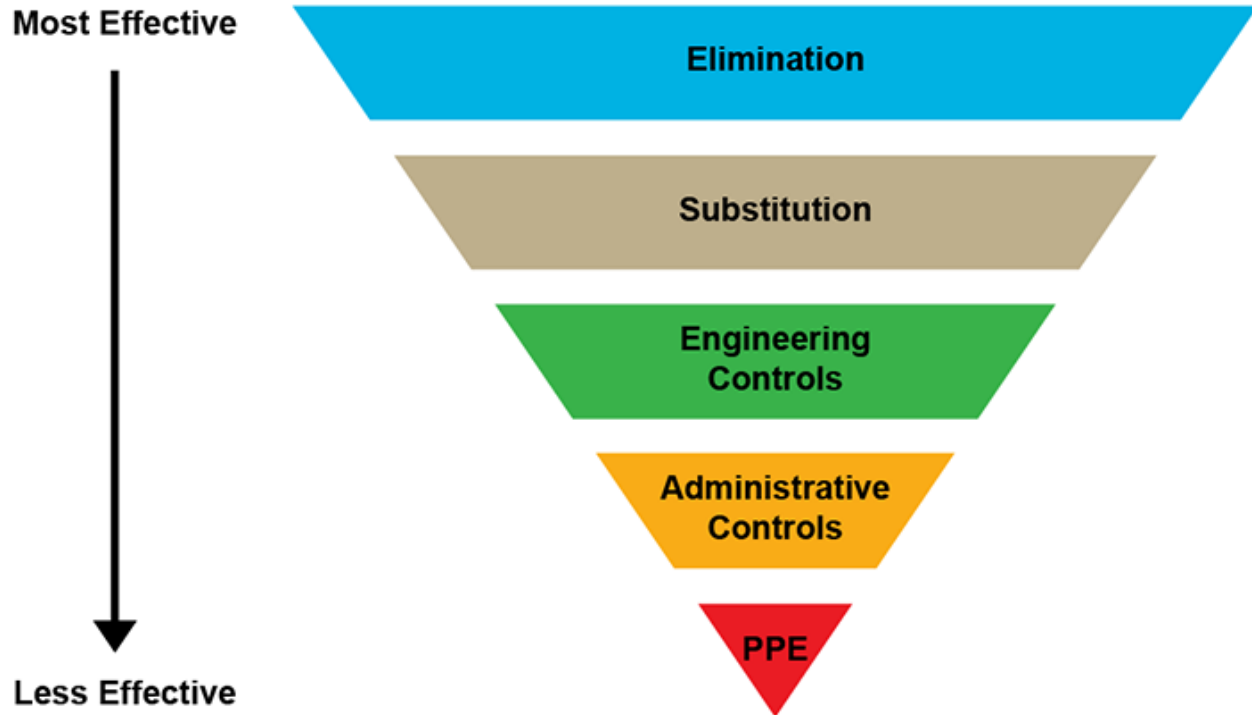 Most Effective
Elimination
Substitution
Engineering
Controls
Administrative
Controls
PPE
Less Effective